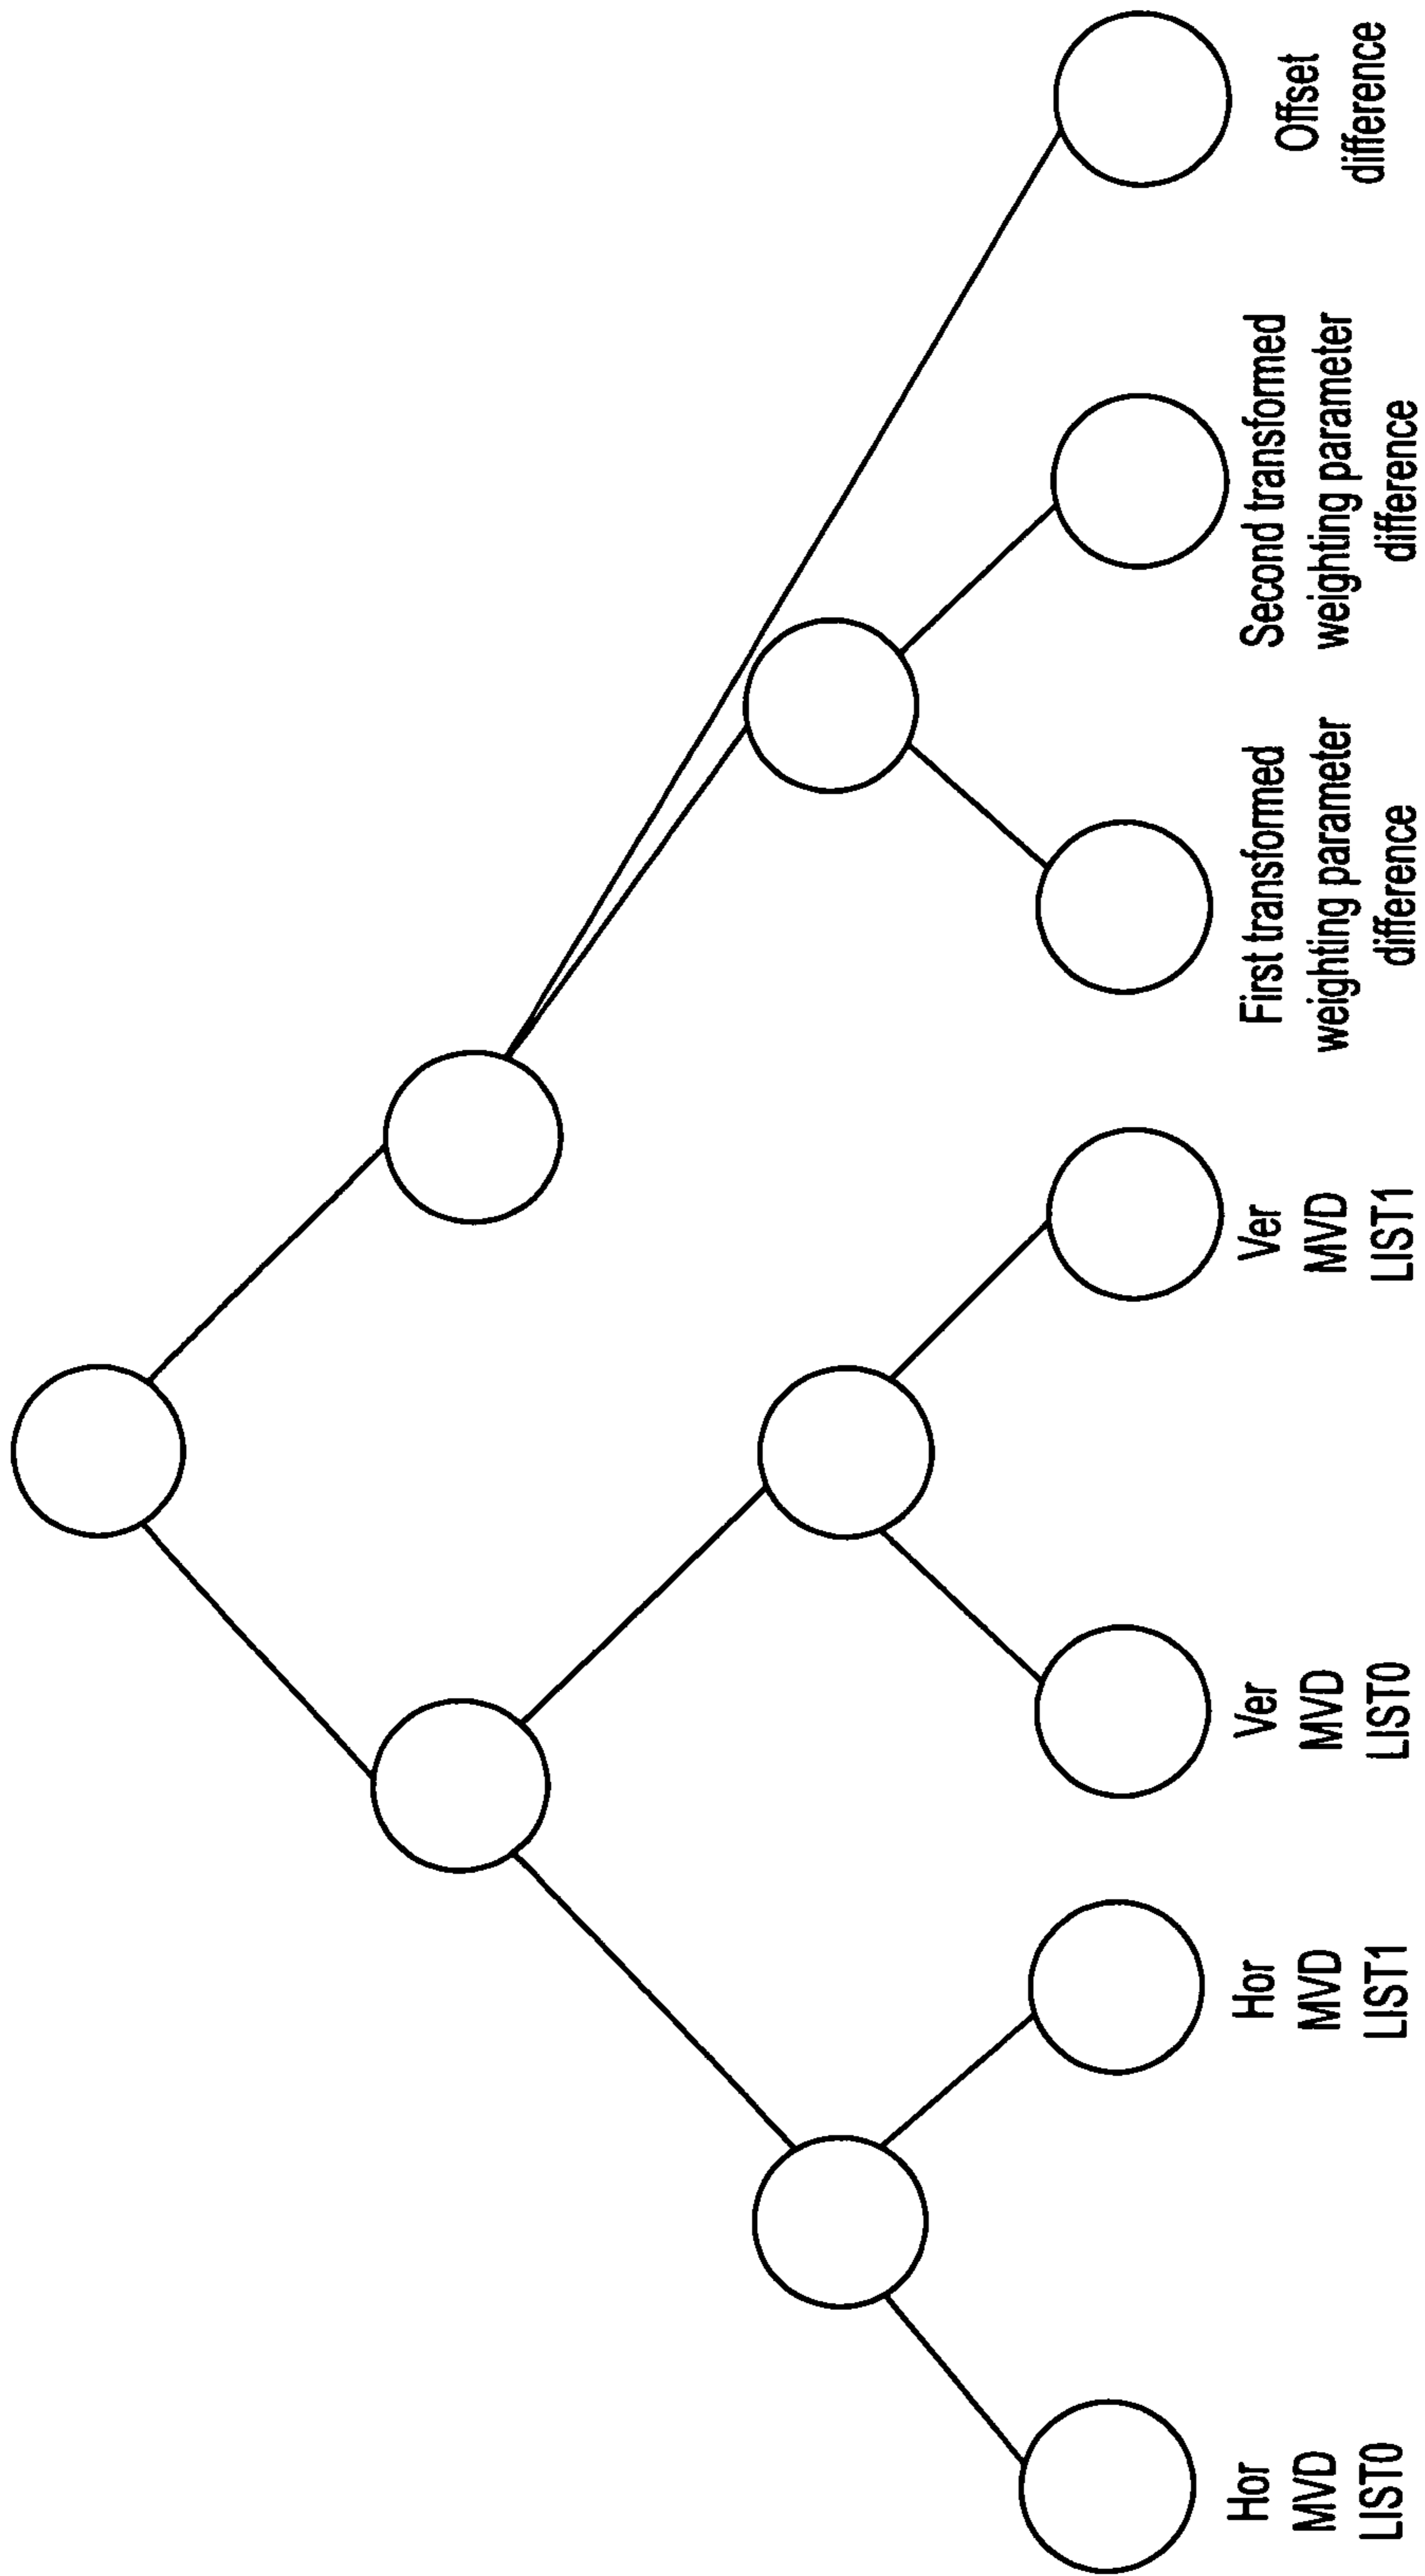 Hor
MVD
LIST0
Hor
MVD
LIST1
Ver
MVD
LIST0
Ver
MVD
LIST1
First transformed
weighting parameter
difference
Second transformed
weighting parameter
difference
Offset
difference